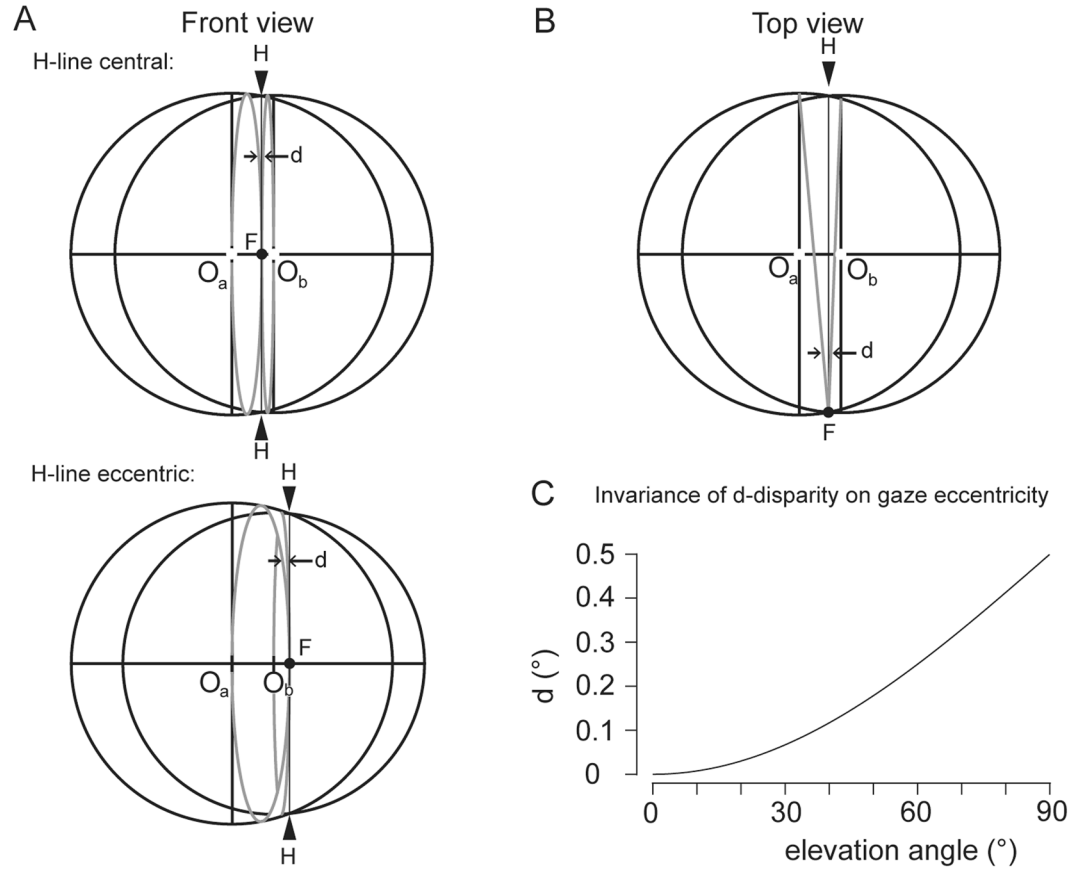 A
Front view
H-line central:
H
d
F
Oa
Ob
H
B
Top view
H
Oa
Ob
d
F
H-line eccentric:
H
d
F
Oa
Ob
H
C
Invariance of d-disparity on gaze eccentricity
0.5
0.4
0.3
0.2
0.1
0
d (°)
0
30
60
90
elevation angle (°)